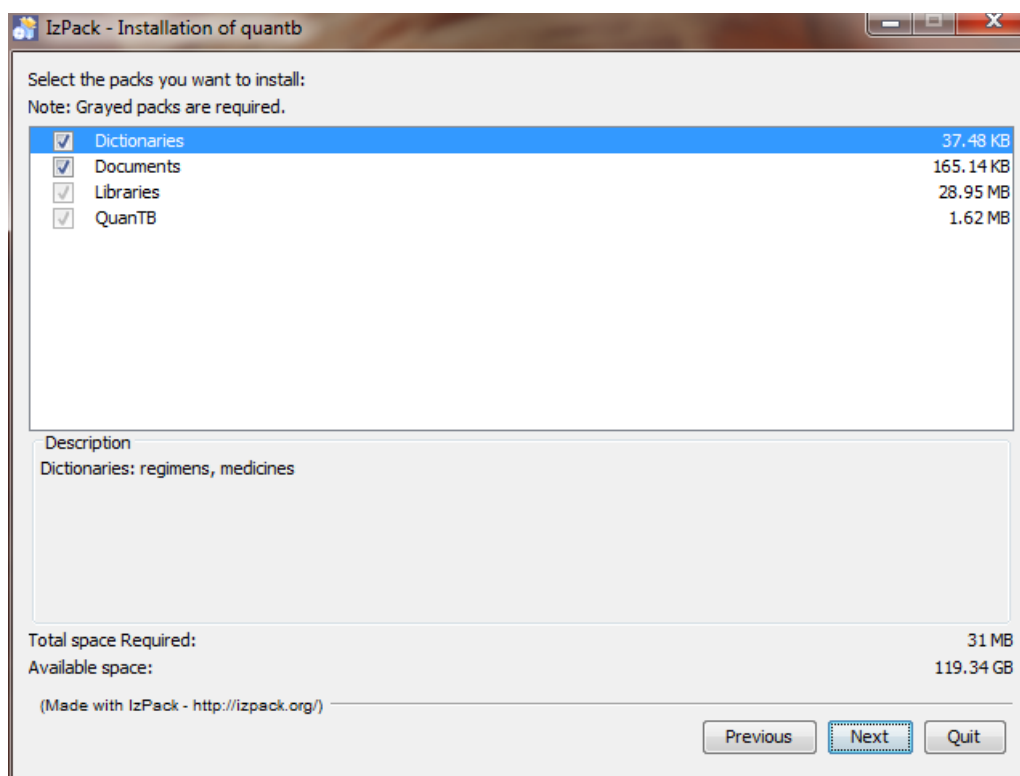 IzPack - Installation of quantb
Select the packs you want to install:
Note: Grayed packs are required.
Dictionaries 37.48 KB
Documents 165.14 KB
Libraries 28.95 MB
QuanTB 1.62 MB
Description
Dictionaries: regimens, medicines
Total space Required: 31 MB
Available space: 119.34 GB
(Made with IzPack - http://izpack.org/)
Previous Next Quit